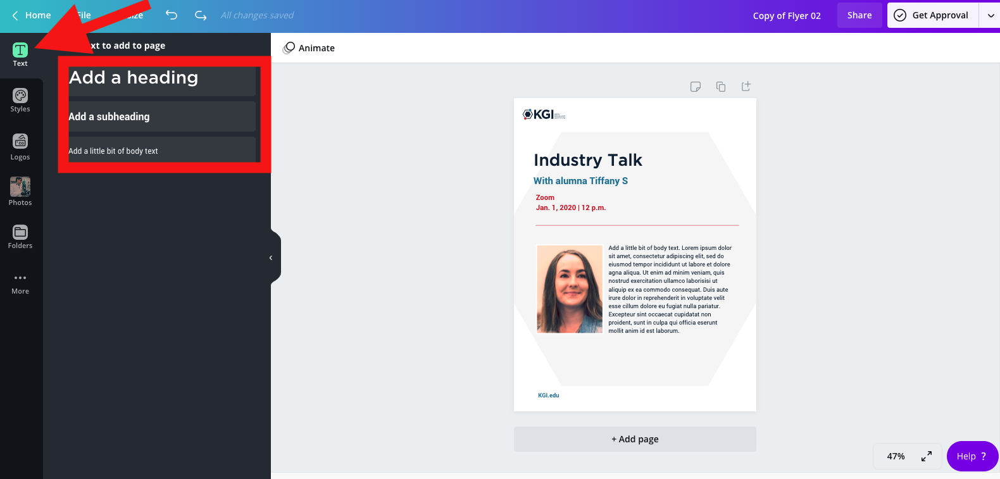 Home
File
Copy of Flyer 02
Share
Get Approval
All changes saved
Text
to add to page
Add a heading
Add a subheading
Add a little bit of body text
Styles
Logos
Photos
Folders
More
Animate
KGI
Industry Talk
With alumna Tiffany S
Zoom
Jan. 1, 2020 | 12 p.m.
Add a little bit of body text. Lorem ipsum dolor
sit amet, consectetur adipiscing elit, sed do
eiusmod tempor incididunt ut labore et dolore
agna aliqua. Ut enim ad minim veniam, quis
nostrud exercitation ullamco laborisisi ut
aliquip ex ea commodo consequat. Duis aute
irure dolor in reprehenderit in voluptate velit
esse cillum dolore eu fugiat nulla pariatur.
Excepteur sint occaecat cupidatat non
proident, sunt in culpa qui officia eserunt
mollit anim id est laborum.
KGI.edu
+ Add page
47%
Help ?